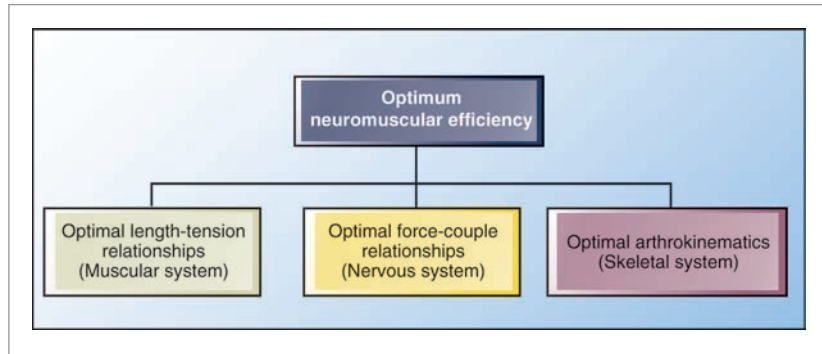 Optimum
neuromuscular efficiency
Optimal length-tension
relationships
(Muscular system)
Optimal force-couple
relationships
(Nervous system)
Optimal arthrokinematics
(Skeletal system)